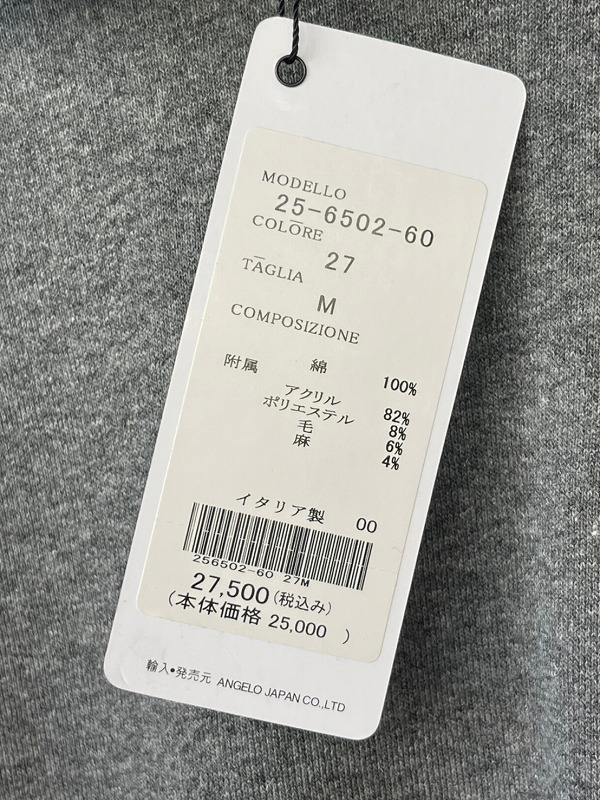 MODELLO
25-6502-60
COLORE
27
TAGLIA
M
COMPOSIZIONE
綿 100%
附属
アクリル 82%
ポリエステル 8%
毛 6%
麻 4%
イタリア製 00
256502-60 27M
27,500(税込み)
(本体価格 25,000 )
輸入•発売元 ANGELO JAPAN CO.,LTD